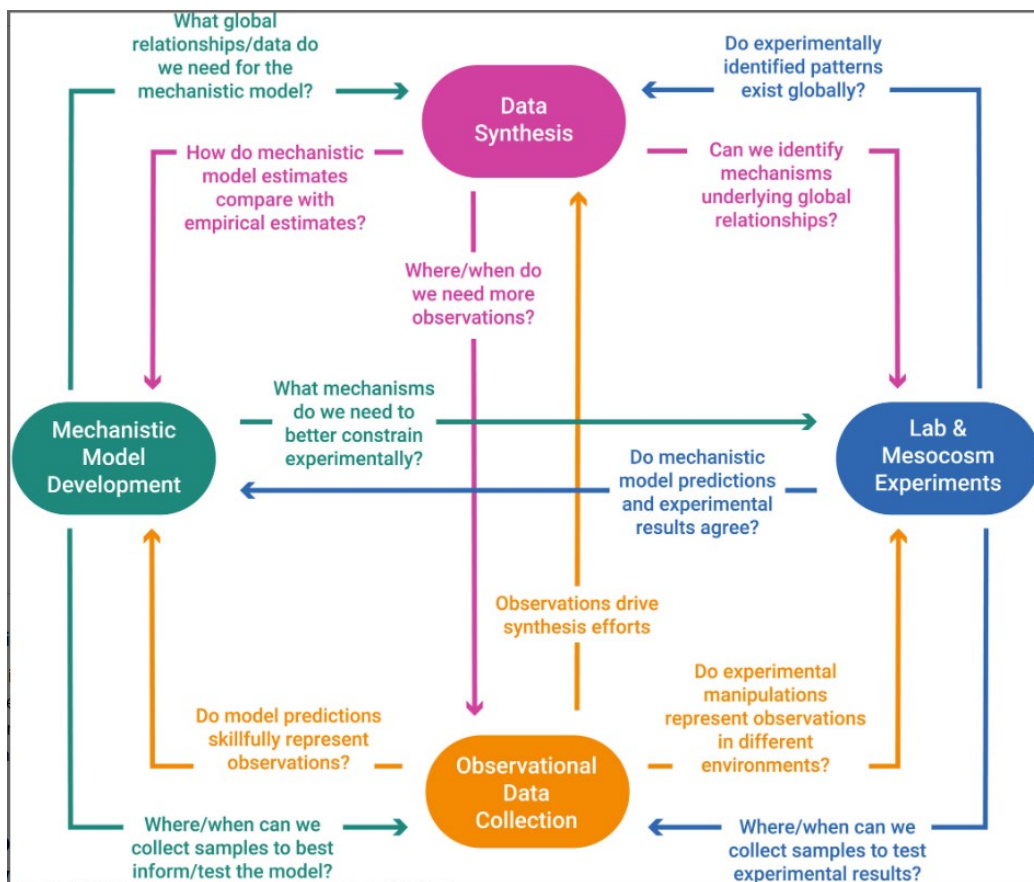 What global
relationships/data do
we need for the
mechanistic model?
Do experimentally
identified patterns
exist globally?
Data
Synthesis
How do mechanistic
model estimates
compare with
empirical estimates?
Can we identify
mechanisms
underlying global
relationships?
Where/when do
we need more
observations?
What mechanisms
do we need to
better constrain
experimentally?
Mechanistic
Model
Development
Lab &
Mesocosm
Experiments
Do mechanistic
model predictions
and experimental
results agree?
Observations drive
synthesis efforts
Do model predictions
skillfully represent
observations?
Do experimental
manipulations
represent observations
in different
environments?
Observational
Data
Collection
Where/when can we
collect samples to best
inform/test the model?
Where/when can we
collect samples to test
experimental results?